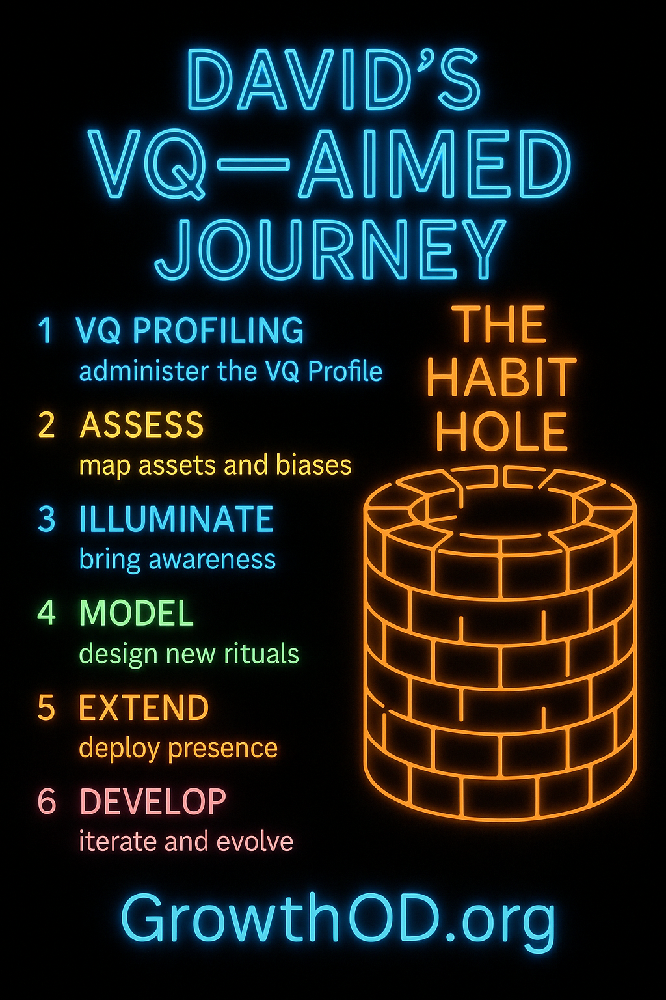 DAVID’S
VQ—AIMED
JOURNEY
1 VQ PROFILING
administer the VQ Profile
2 ASSESS
map assets and biases
3 ILLUMINATE
bring awareness
4 MODEL
design new rituals
5 EXTEND
deploy presence
6 DEVELOP
iterate and evolve
THE
HABIT
HOLE
GrowthOD.org